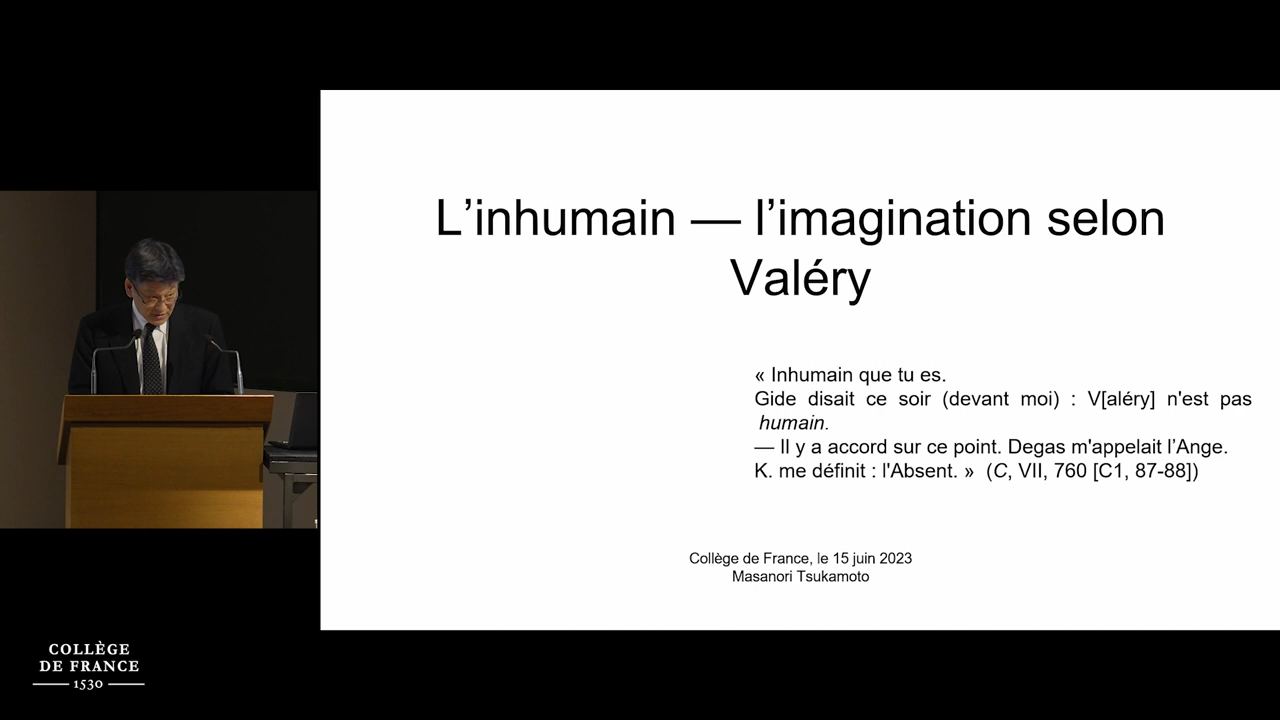 L’inhumain — l’imagination selon
Valéry
« Inhumain que tu es.
Gide disait ce soir (devant moi) : V[aléry] n'est pas
humain.
— Il y a accord sur ce point. Degas m'appelait l’Ange.
K. me définit : l'Absent. » (C, VII, 760 [C1, 87-88])
Collège de France, le 15 juin 2023
Masanori Tsukamoto
COLLÈGE
DE FRANCE
1530